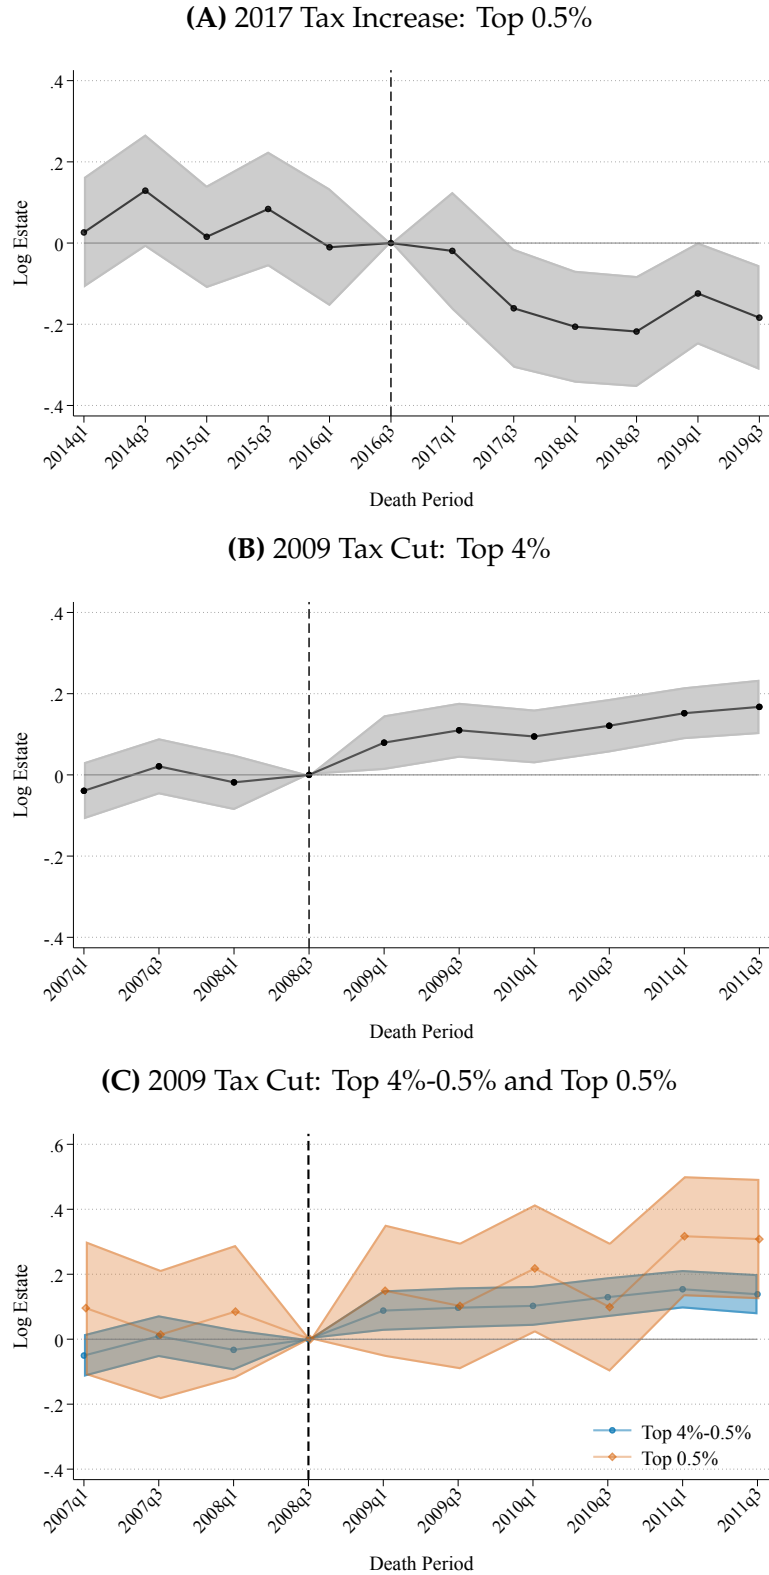 (A) 2017 Tax Increase: Top 0.5%
.4
.2
0
-.2
-.4
Log Estate
2014q1
2014q3
2015q1
2015q3
2016q1
2016q3
2017q1
2017q3
2018q1
2018q3
2019q1
2019q3
Death Period
(B) 2009 Tax Cut: Top 4%
.4
.2
0
-.2
-.4
Log Estate
2007q1
2007q3
2008q1
2008q3
2009q1
2009q3
2010q1
2010q3
2011q1
2011q3
Death Period
(C) 2009 Tax Cut: Top 4%-0.5% and Top 0.5%
.6
.4
.2
0
-.2
-.4
Log Estate
Top 4%-0.5%
Top 0.5%
2007q1
2007q3
2008q1
2008q3
2009q1
2009q3
2010q1
2010q3
2011q1
2011q3
Death Period